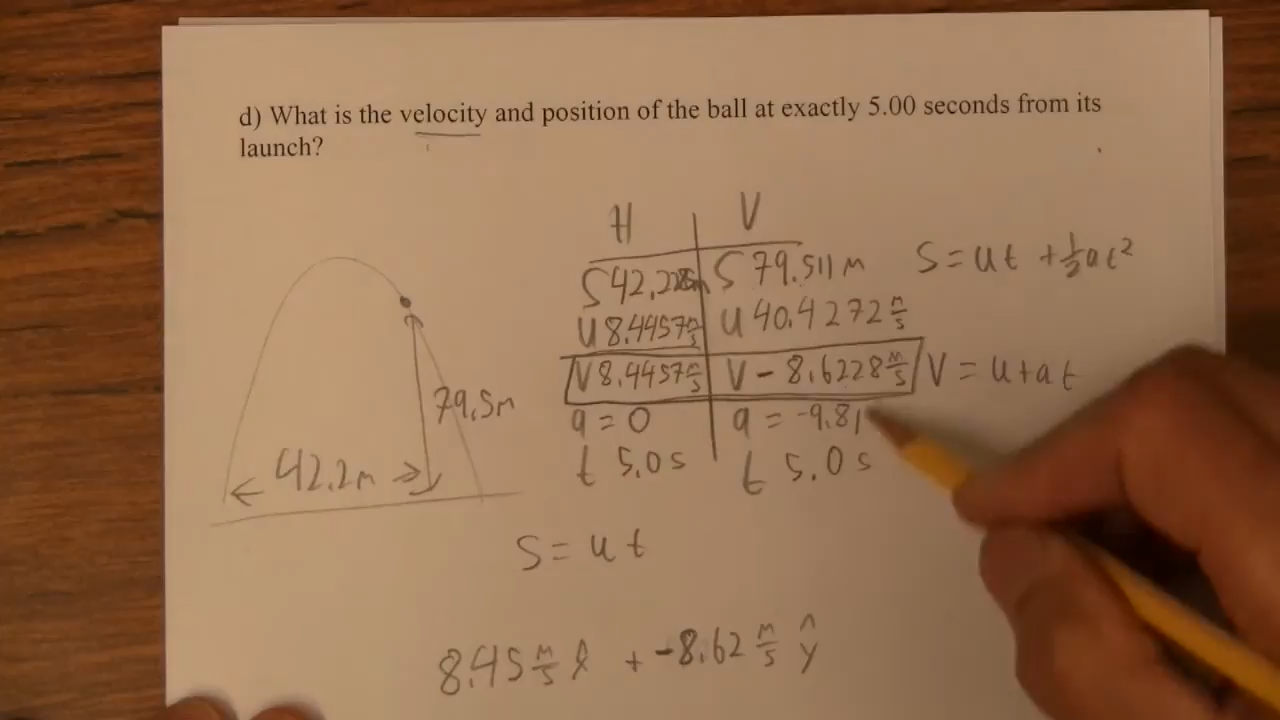 d) What is the velocity and position of the ball at exactly 5.00 seconds from its
launch?
H V
S 42.228m S 79.511 m S = ut + ½at²
U 8.4457 m/s U 40.4272 m/s
V 8.4457 m/s V - 8.6228 m/s V = u+at
a = 0 a = -9.81
t 5.0 s t 5.0 s
79.5m
42.2m
S = ut
8.45 m/s + -8.62 m/s ŷ